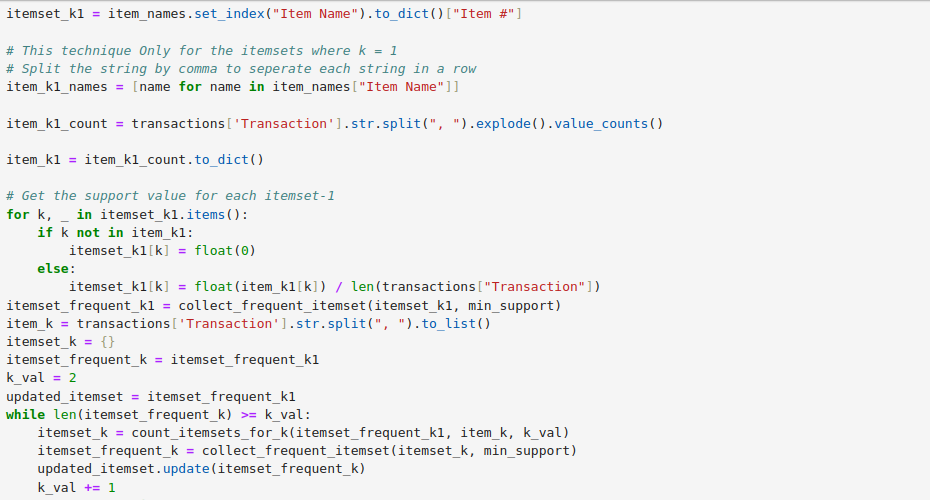 itemset_k1 = item_names.set_index("Item Name").to_dict()["Item #"]
# This technique Only for the itemsets where k = 1
# Split the string by comma to seperate each string in a row
item_k1_names = [name for name in item_names["Item Name"]]
item_k1_count = transactions['Transaction'].str.split(", ").explode().value_counts()
item_k1 = item_k1_count.to_dict()
# Get the support value for each itemset-1
for k, _ in itemset_k1.items():
    if k not in item_k1:
        itemset_k1[k] = float(0)
    else:
        itemset_k1[k] = float(item_k1[k]) / len(transactions["Transaction"])
itemset_frequent_k1 = collect_frequent_itemset(itemset_k1, min_support)
item_k = transactions['Transaction'].str.split(", ").to_list()
itemset_k = {}
itemset_frequent_k = itemset_frequent_k1
k_val = 2
updated_itemset = itemset_frequent_k1
while len(itemset_frequent_k) >= k_val:
    itemset_k = count_itemsets_for_k(itemset_frequent_k1, item_k, k_val)
    itemset_frequent_k = collect_frequent_itemset(itemset_k, min_support)
    updated_itemset.update(itemset_frequent_k)
    k_val += 1